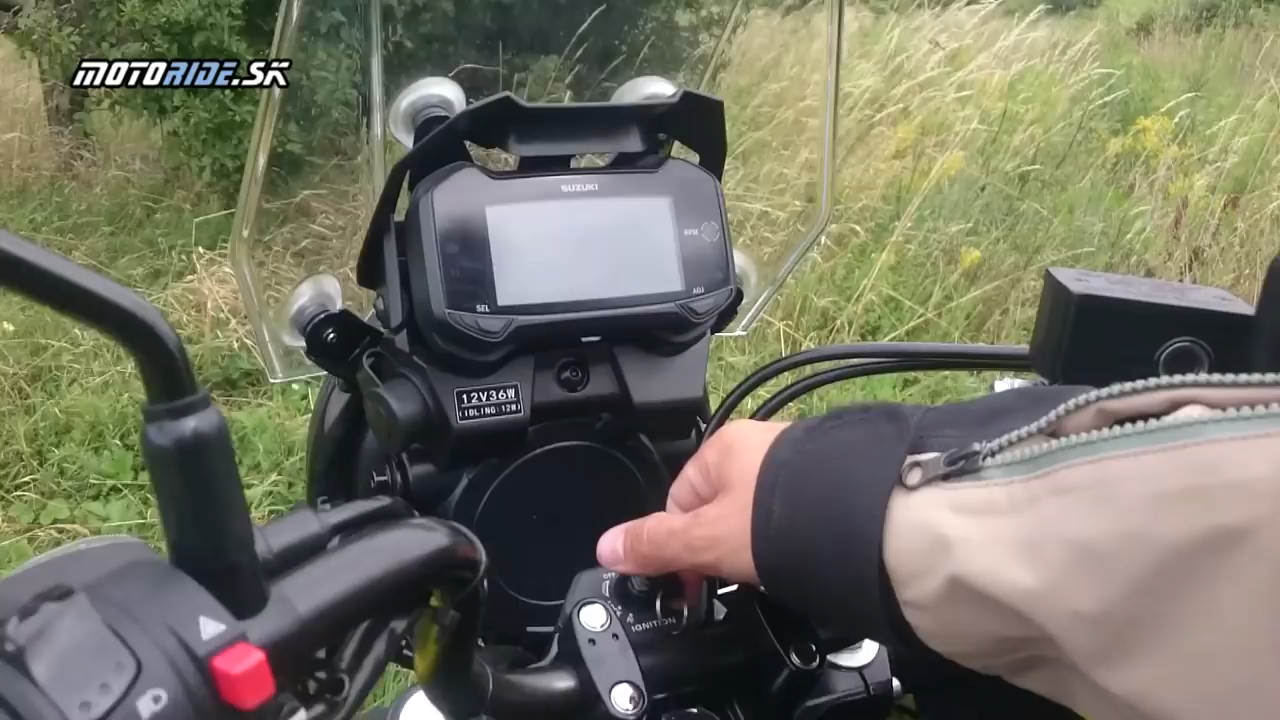 MOTORIDE.SK
SUZUKI
RPM
SEL
ADJ
12V36W
(IDLING:12W)
OFF
IGNITION